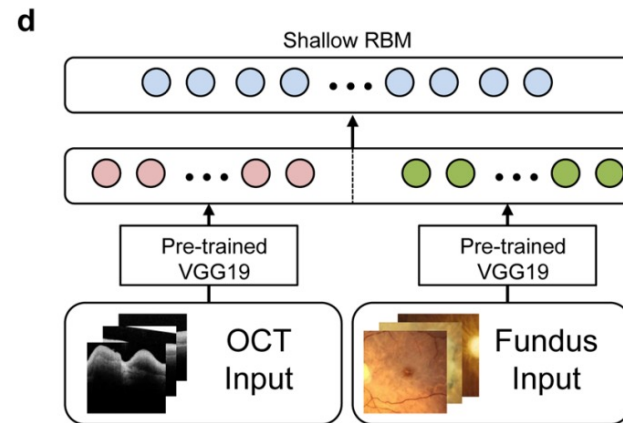 d
Shallow RBM
Pre-trained
VGG19
Pre-trained
VGG19
OCT
Input
Fundus
Input